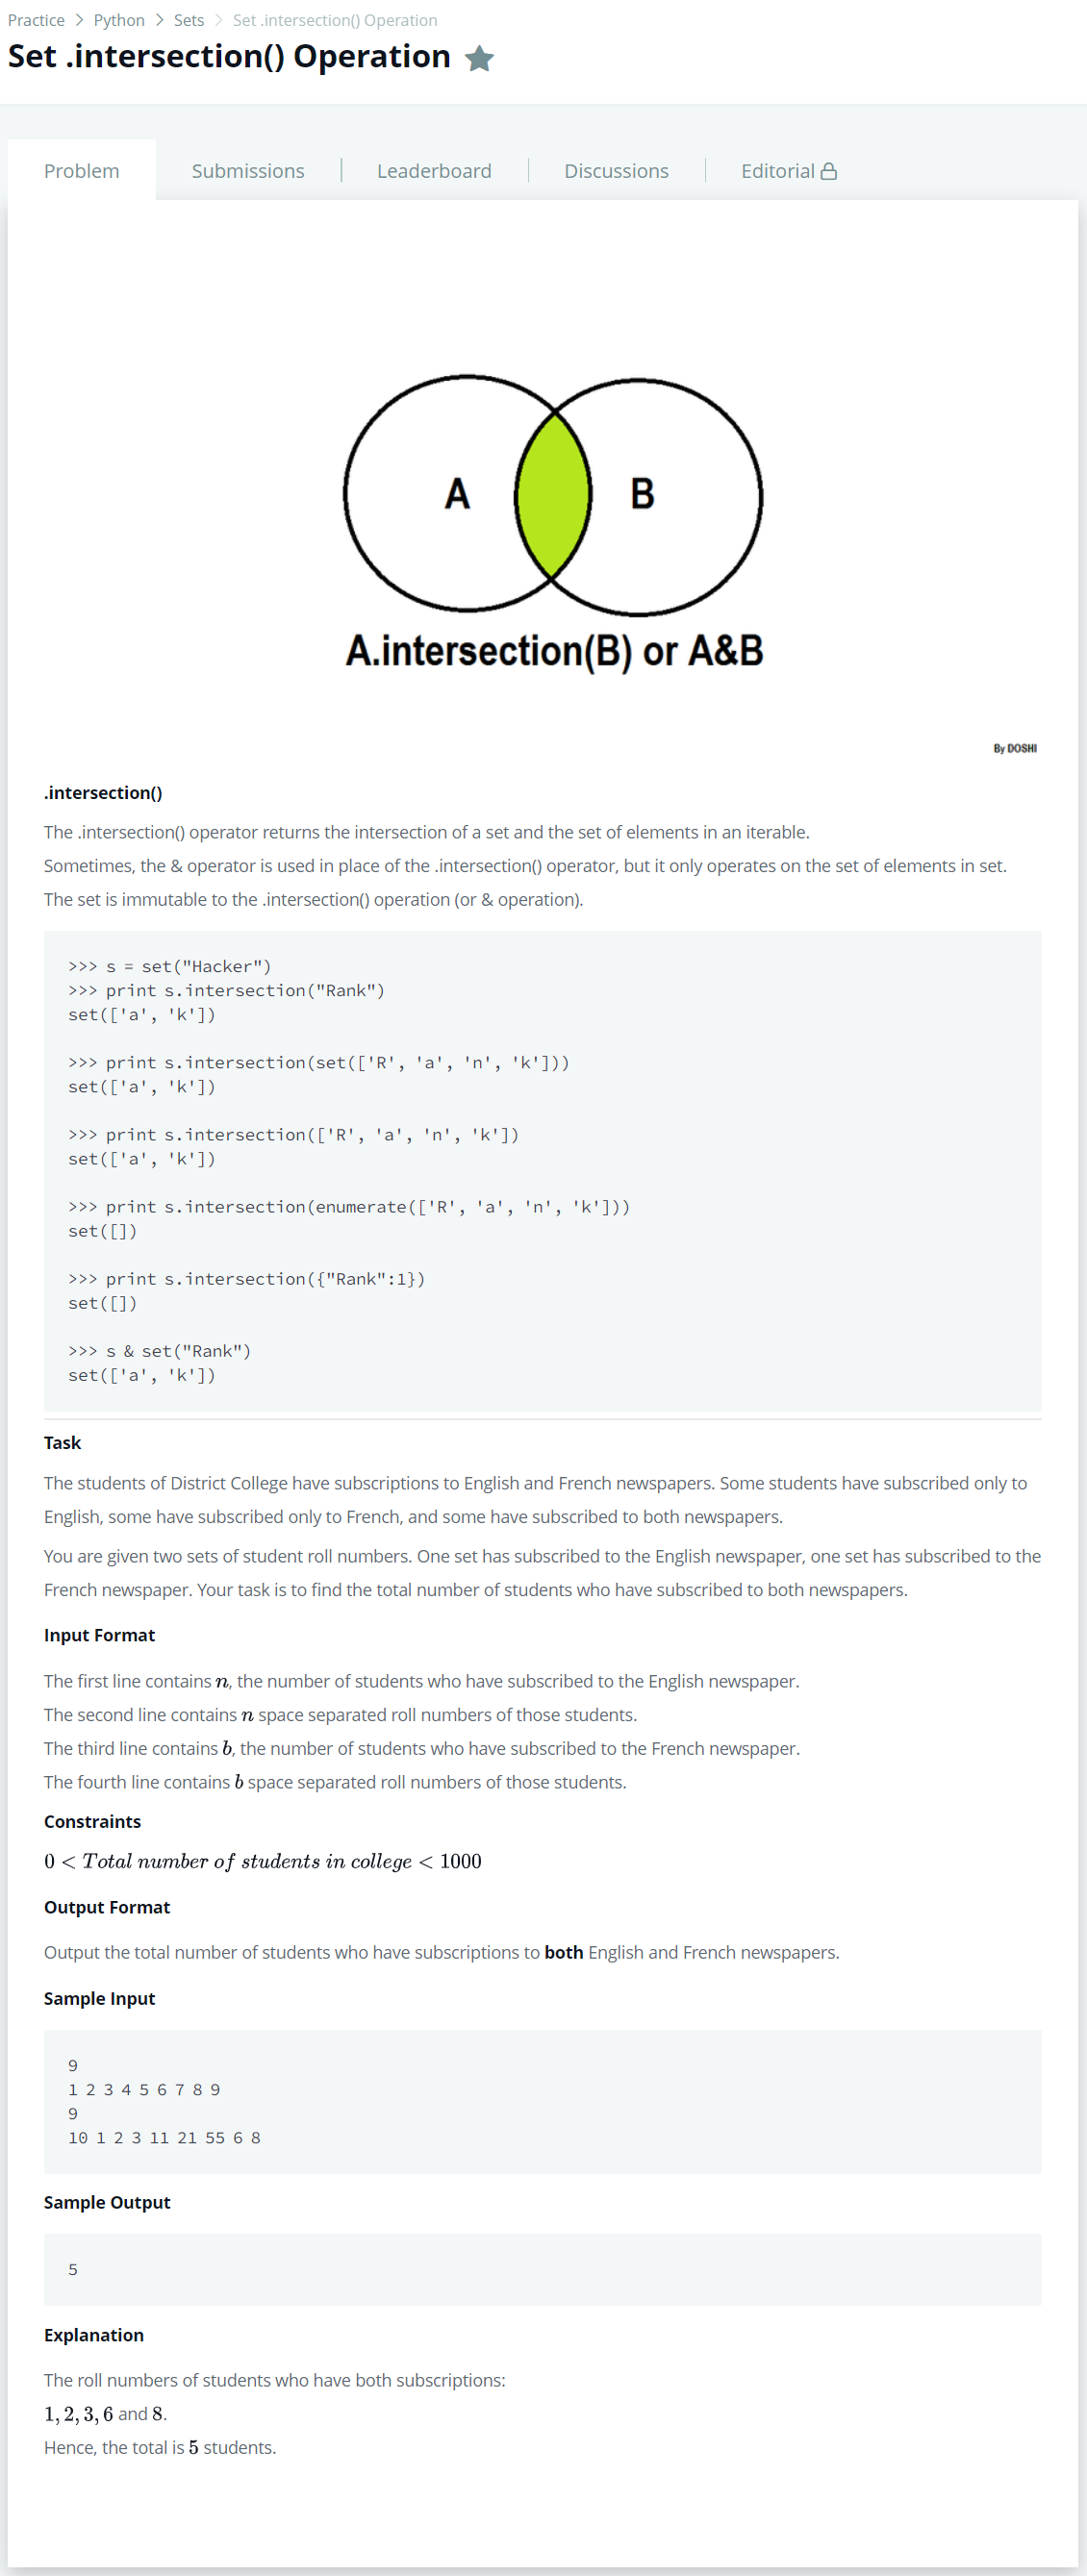 Practice > Python > Sets > Set .intersection() Operation
Set .intersection() Operation
Problem
Submissions
Leaderboard
Discussions
Editorial
A
B
A.intersection(B) or A&B
By DOSHI
.intersection()
The .intersection() operator returns the intersection of a set and the set of elements in an iterable.
Sometimes, the & operator is used in place of the .intersection() operator, but it only operates on the set of elements in set.
The set is immutable to the .intersection() operation (or & operation).
>>> s = set("Hacker")
>>> print s.intersection("Rank")
set(['a', 'k'])
>>> print s.intersection(set(['R', 'a', 'n', 'k']))
set(['a', 'k'])
>>> print s.intersection(['R', 'a', 'n', 'k'])
set(['a', 'k'])
>>> print s.intersection(enumerate(['R', 'a', 'n', 'k']))
set([])
>>> print s.intersection({"Rank":1})
set([])
>>> s & set("Rank")
set(['a', 'k'])
Task
The students of District College have subscriptions to English and French newspapers. Some students have subscribed only to
English, some have subscribed only to French, and some have subscribed to both newspapers.
You are given two sets of student roll numbers. One set has subscribed to the English newspaper, one set has subscribed to the
French newspaper. Your task is to find the total number of students who have subscribed to both newspapers.
Input Format
The first line contains n, the number of students who have subscribed to the English newspaper.
The second line contains n space separated roll numbers of those students.
The third line contains b, the number of students who have subscribed to the French newspaper.
The fourth line contains b space separated roll numbers of those students.
Constraints
0 < Total number of students in college < 1000
Output Format
Output the total number of students who have subscriptions to both English and French newspapers.
Sample Input
9
1 2 3 4 5 6 7 8 9
9
10 1 2 3 11 21 55 6 8
Sample Output
5
Explanation
The roll numbers of students who have both subscriptions:
1, 2, 3, 6 and 8.
Hence, the total is 5 students.